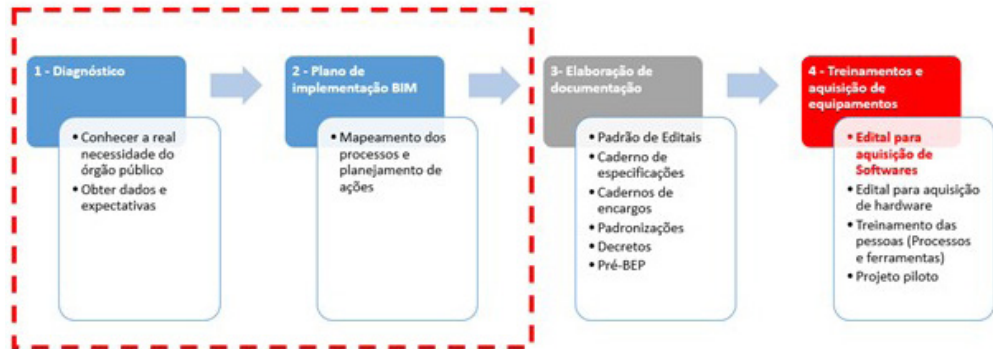 1 - Diagnóstico
• Conhecer a real
necessidade do
órgão público
• Obter dados e
expectativas
2 - Plano de
implementação BIM
• Mapeamento dos
processos e
planejamento de
ações
3- Elaboração de
documentação
• Padrão de Editais
• Caderno de
especificações
• Cadernos de
encargos
• Padronizações
• Decretos
• Pré-BEP
4 - Treinamentos e
aquisição de
equipamentos
• Edital para
aquisição de
Softwares
• Edital para aquisição
de hardware
• Treinamento das
pessoas (Processos
e ferramentas)
• Projeto piloto